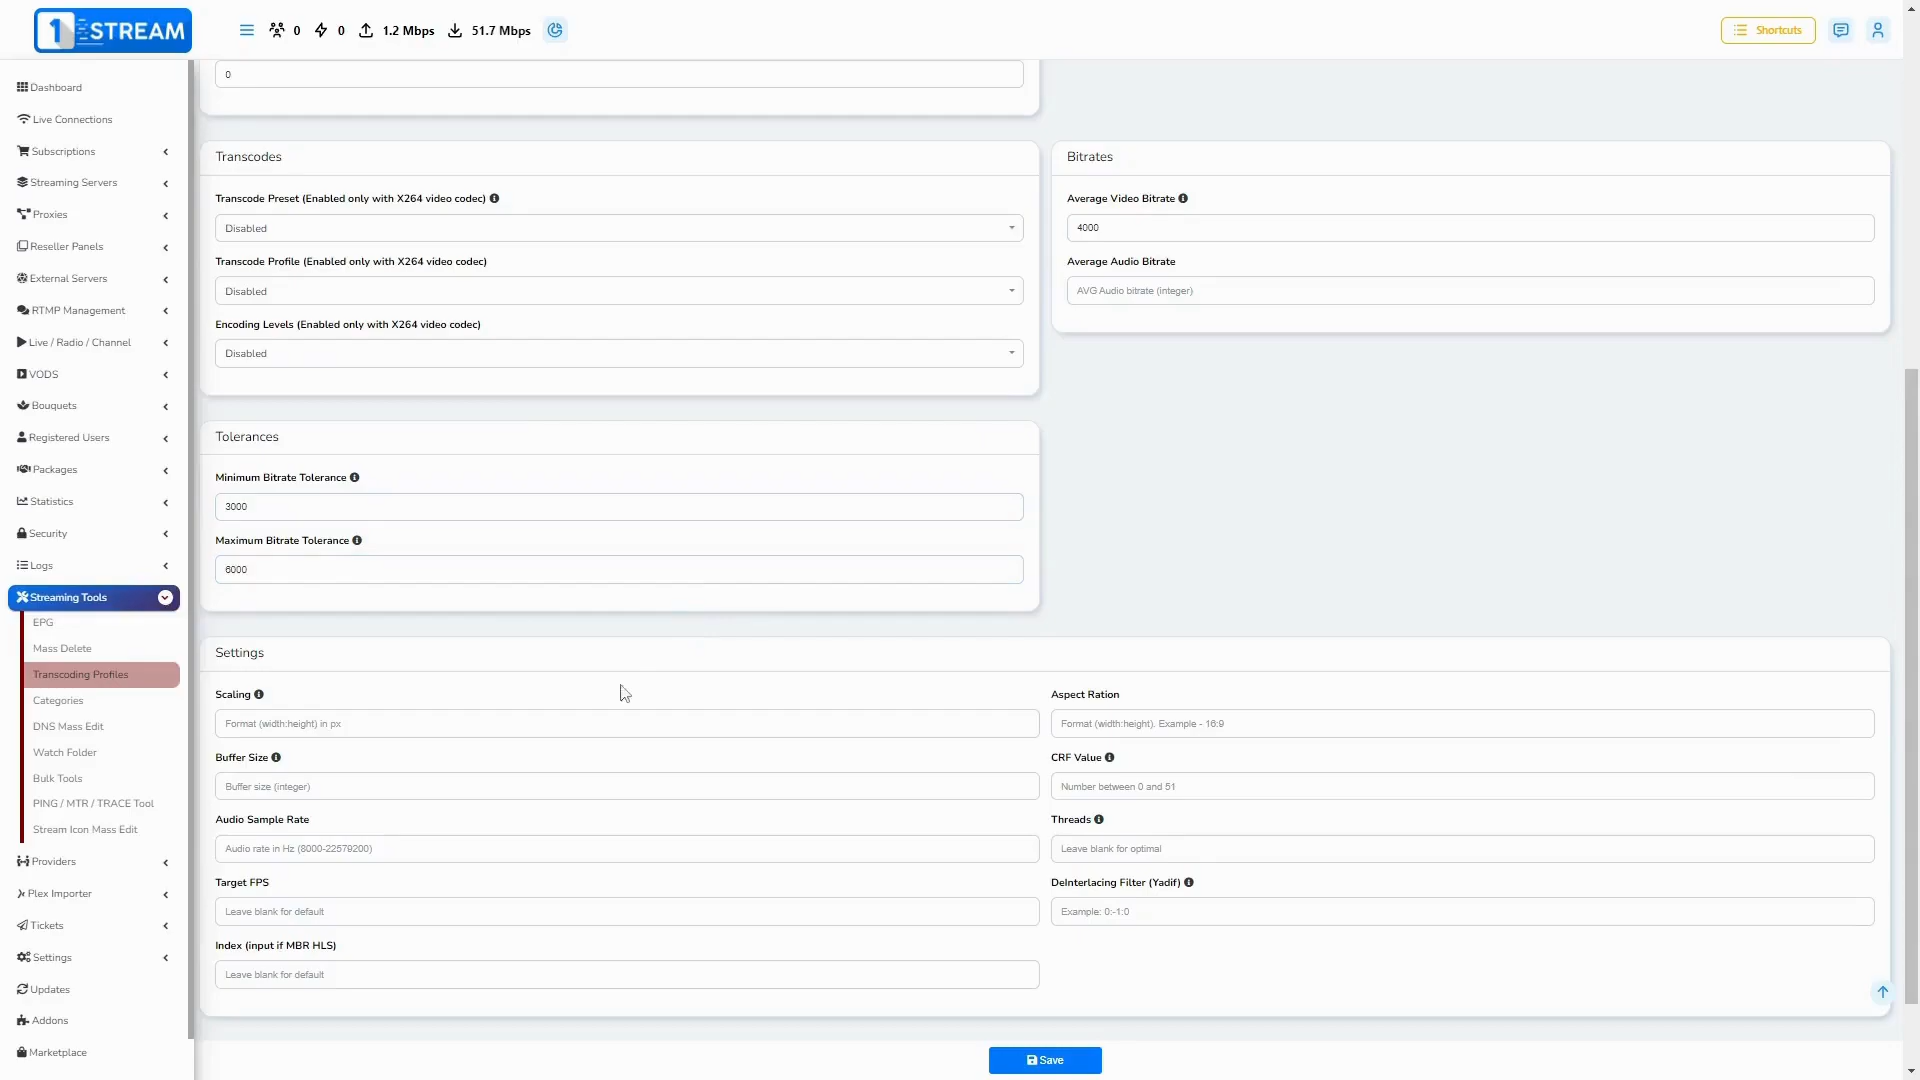 1 STREAM
0
0
1.2 Mbps
51.7 Mbps
Shortcuts
Dashboard
Live Connections
Subscriptions
Streaming Servers
Proxies
Reseller Panels
External Servers
RTMP Management
Live / Radio / Channel
VODS
Bouquets
Registered Users
Packages
Statistics
Security
Logs
Streaming Tools
EPG
Mass Delete
Transcoding Profiles
Categories
DNS Mass Edit
Watch Folder
Bulk Tools
PING / MTR / TRACE Tool
Stream Icon Mass Edit
Providers
Plex Importer
Tickets
Settings
Updates
Addons
Marketplace
0
Transcodes
Transcode Preset (Enabled only with X264 video codec)
Disabled
Transcode Profile (Enabled only with X264 video codec)
Disabled
Encoding Levels (Enabled only with X264 video codec)
Disabled
Bitrates
Average Video Bitrate
4000
Average Audio Bitrate
AVG Audio bitrate (integer)
Tolerances
Minimum Bitrate Tolerance
3000
Maximum Bitrate Tolerance
6000
Settings
Scaling
Format (width:height) in px
Aspect Ration
Format (width:height). Example - 16:9
Buffer Size
Buffer size (integer)
CRF Value
Number between 0 and 51
Audio Sample Rate
Audio rate in Hz (8000-22579200)
Threads
Leave blank for optimal
Target FPS
Leave blank for default
DeInterlacing Filter (Yadif)
Example: 0:-1:0
Index (input if MBR HLS)
Leave blank for default
Save